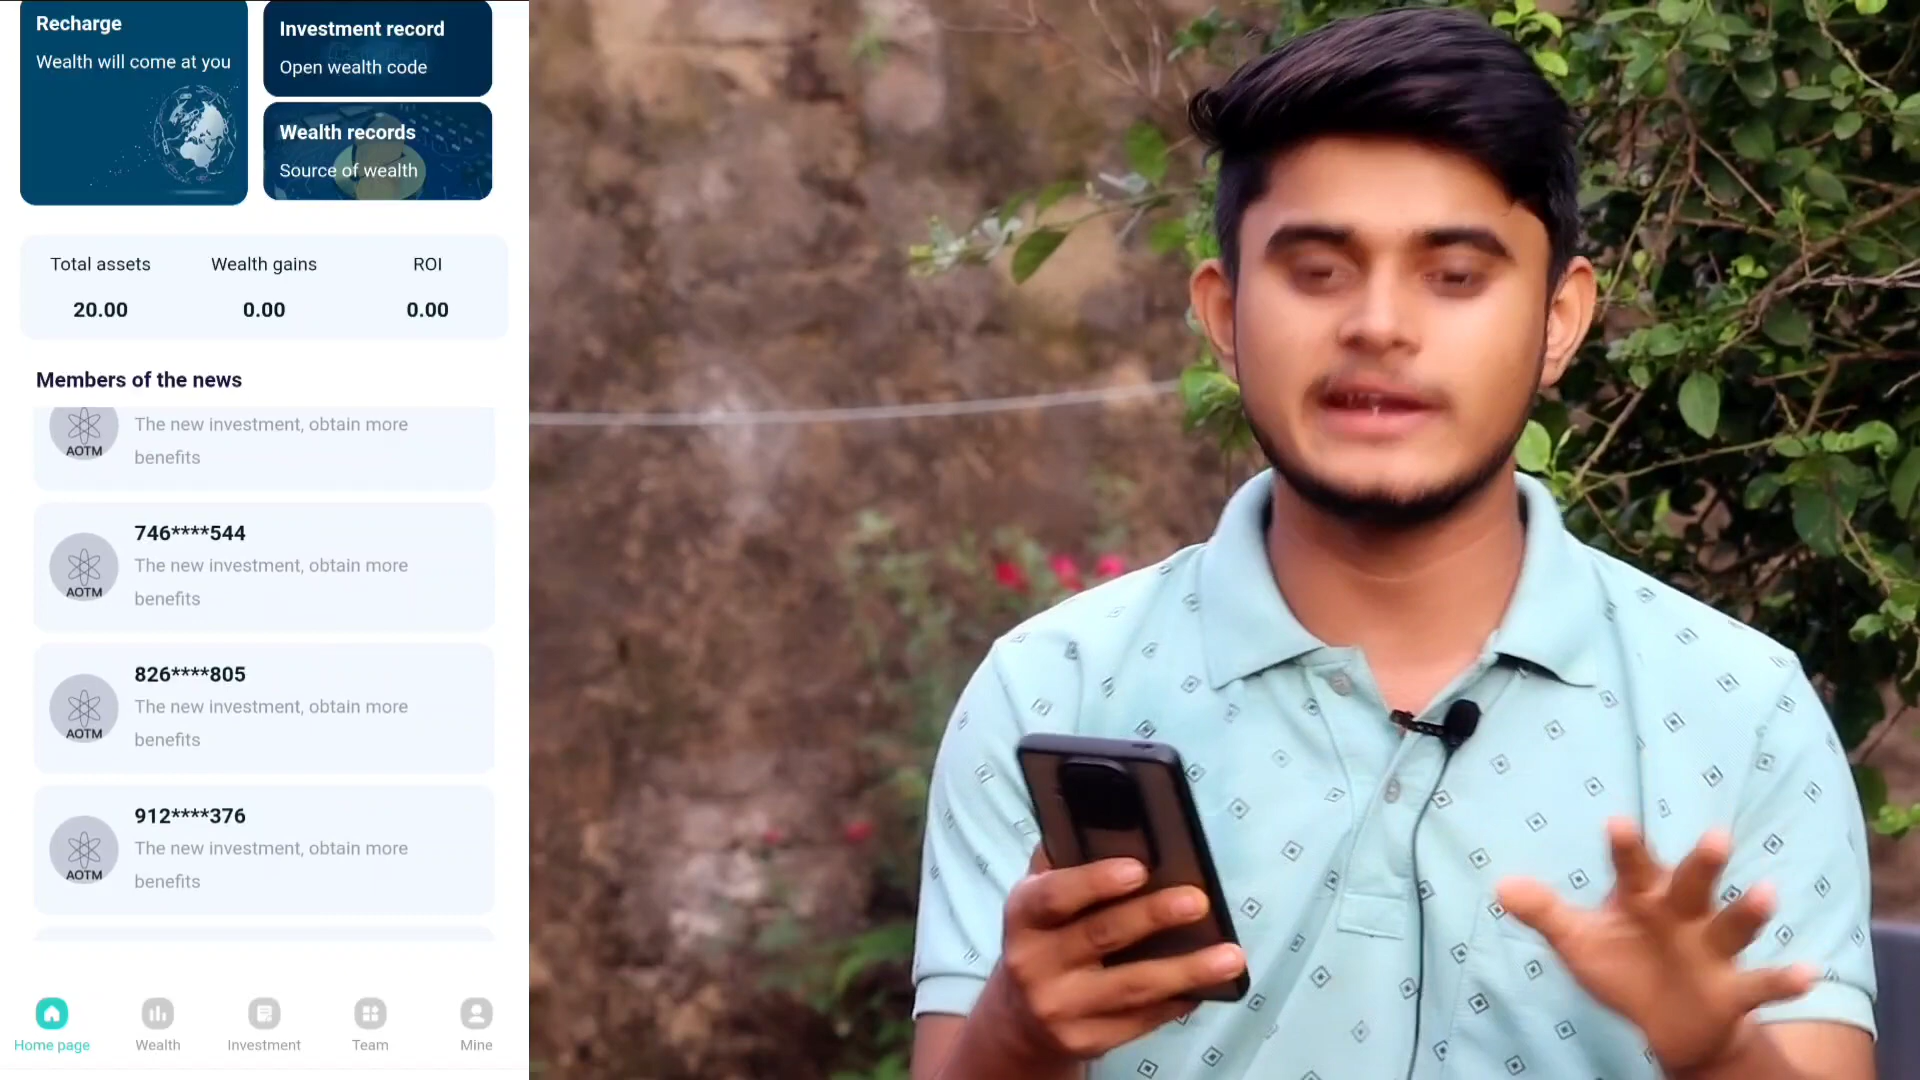 Recharge
Wealth will come at you
Investment record
Open wealth code
Wealth records
Source of wealth
Total assets
Wealth gains
ROI
20.00
0.00
0.00
Members of the news
AOTM
The new investment, obtain more
benefits
746****544
AOTM
The new investment, obtain more
benefits
826****805
AOTM
The new investment, obtain more
benefits
912****376
AOTM
The new investment, obtain more
benefits
Home page
Wealth
Investment
Team
Mine